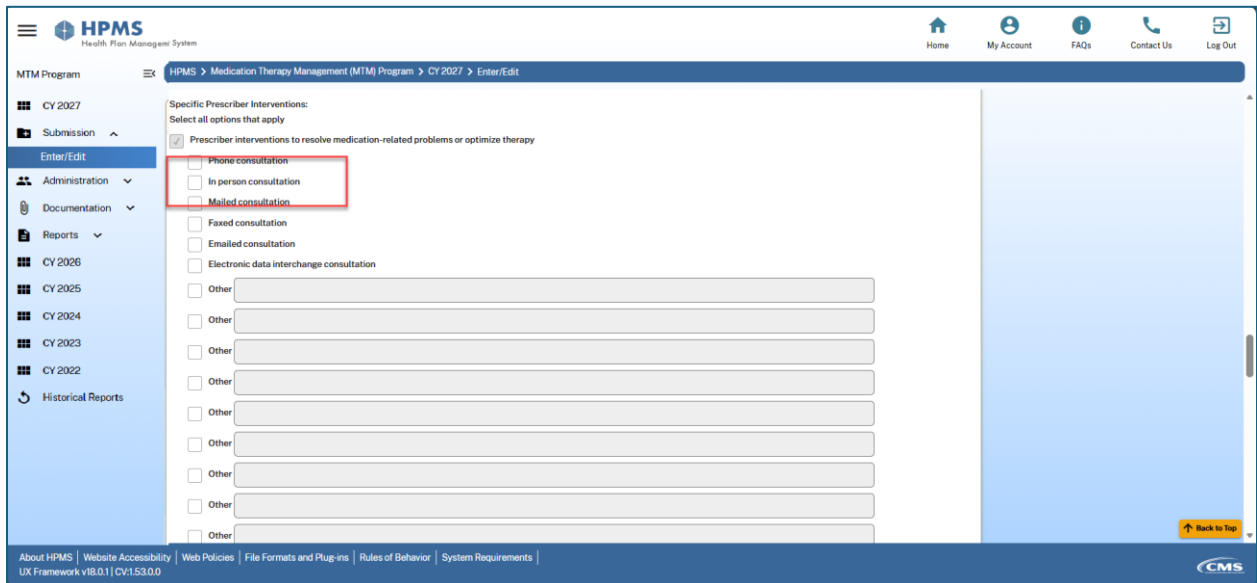 HPMS
Health Plan Managemt System
Home
My Account
FAQs
Contact Us
Log Out
MTM Program
HPMS > Medication Therapy Management (MTM) Program > CY 2027 > Enter/Edit
CY 2027
Submission
Enter/Edit
Administration
Documentation
Reports
CY 2026
CY 2025
CY 2024
CY 2023
CY 2022
Historical Reports
Specific Prescriber Interventions:
Select all options that apply
Prescriber interventions to resolve medication-related problems or optimize therapy
Phone consultation
In person consultation
Mailed consultation
Faxed consultation
Emailed consultation
Electronic data interchange consultation
Other
Other
Other
Other
Other
Other
Other
Other
Other
Back to Top
About HPMS | Website Accessibility | Web Policies | File Formats and Plug-ins | Rules of Behavior | System Requirements |
UX Framework v18.0.1 | CV:1.53.0.0
CMS